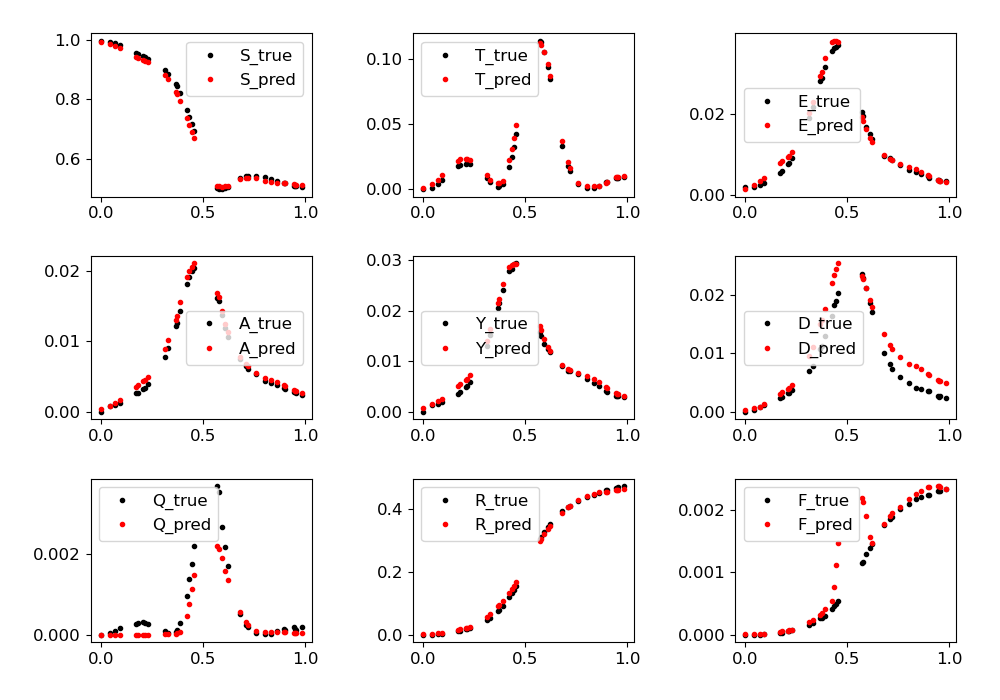 1.0
0.8
0.6
0.0
0.5
1.0
S_true
S_pred
0.10
0.05
0.00
0.0
0.5
1.0
T_true
T_pred
0.02
0.00
0.0
0.5
1.0
E_true
E_pred
0.02
0.01
0.00
0.0
0.5
1.0
A_true
A_pred
0.03
0.02
0.01
0.00
0.0
0.5
1.0
Y_true
Y_pred
0.02
0.01
0.00
0.0
0.5
1.0
D_true
D_pred
0.002
0.000
0.0
0.5
1.0
Q_true
Q_pred
0.4
0.2
0.0
0.0
0.5
1.0
R_true
R_pred
0.002
0.001
0.000
0.0
0.5
1.0
F_true
F_pred